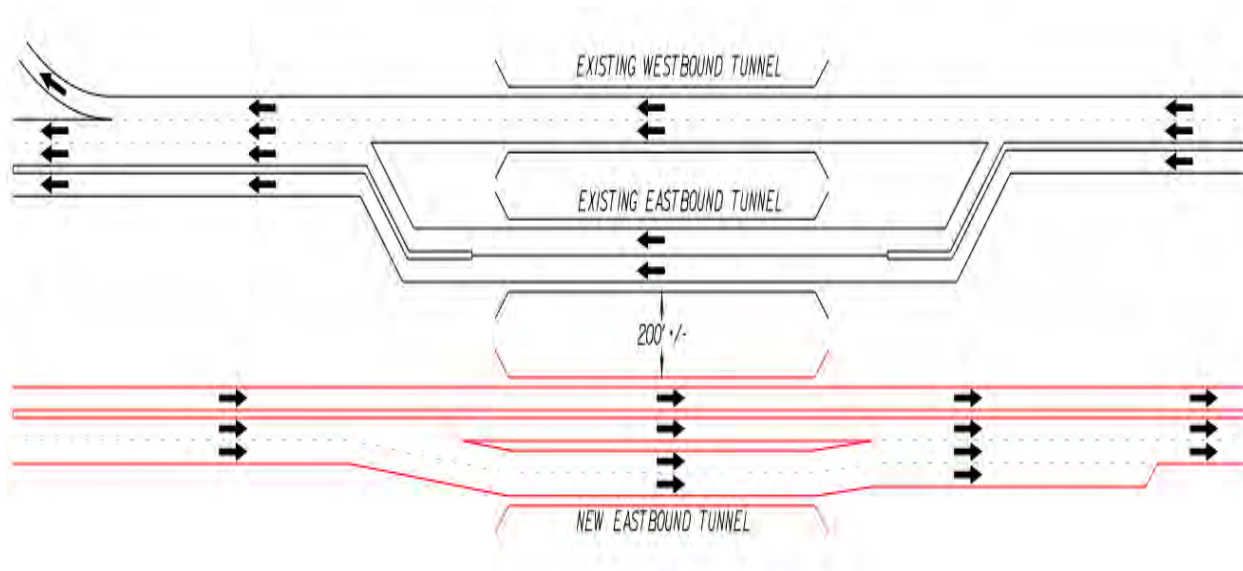 EXISTING WESTBOUND TUNNEL
EXISTING EASTBOUND TUNNEL
200' +/-
NEW EASTBOUND TUNNEL